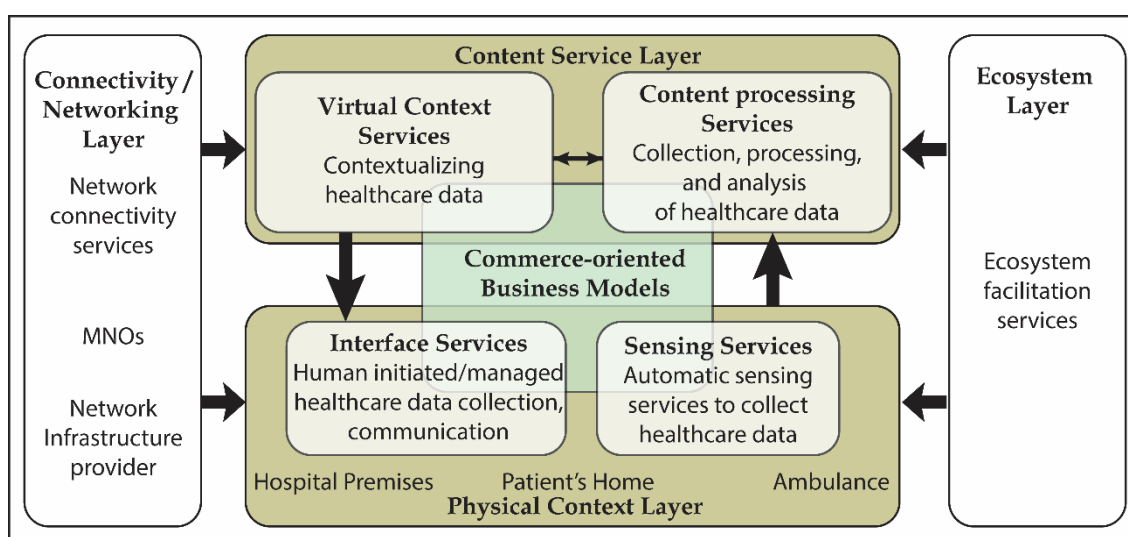 Connectivity /
Networking
Layer
Network
connectivity
services
MNOs
Network
Infrastructure
provider
Content Service Layer
Virtual Context
Services
Contextualizing
healthcare data
Content processing
Services
Collection, processing,
and analysis
of healthcare data
Commerce-oriented
Business Models
Interface Services
Human initiated/managed
healthcare data collection,
communication
Sensing Services
Automatic sensing
services to collect
healthcare data
Hospital Premises
Patient’s Home
Ambulance
Physical Context Layer
Ecosystem
Layer
Ecosystem
facilitation
services